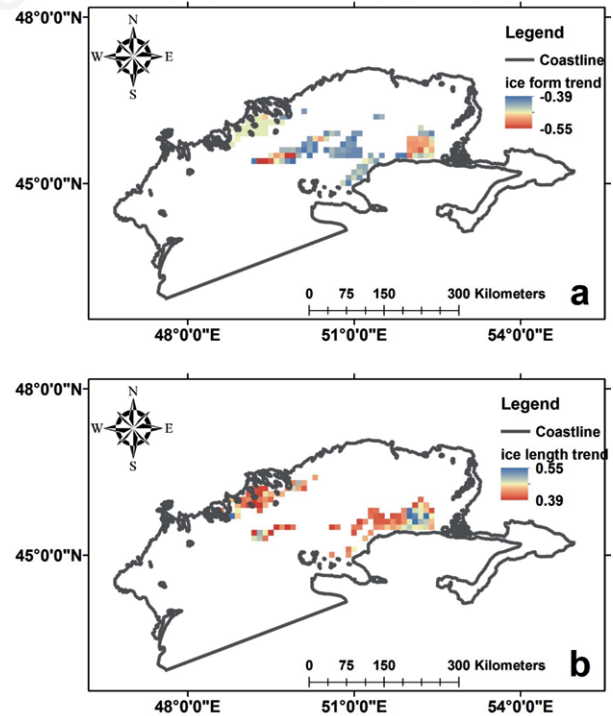 48°0'0"N
N
W
E
S
Legend
Coastline
ice form trend
-0.39
-0.55
45°0'0"N
0 75 150 300 Kilometers
a
48°0'0"E 51°0'0"E 54°0'0"E
48°0'0"N
N
W
E
S
Legend
Coastline
ice length trend
0.55
0.39
45°0'0"N
0 75 150 300 Kilometers
b
48°0'0"E 51°0'0"E 54°0'0"E